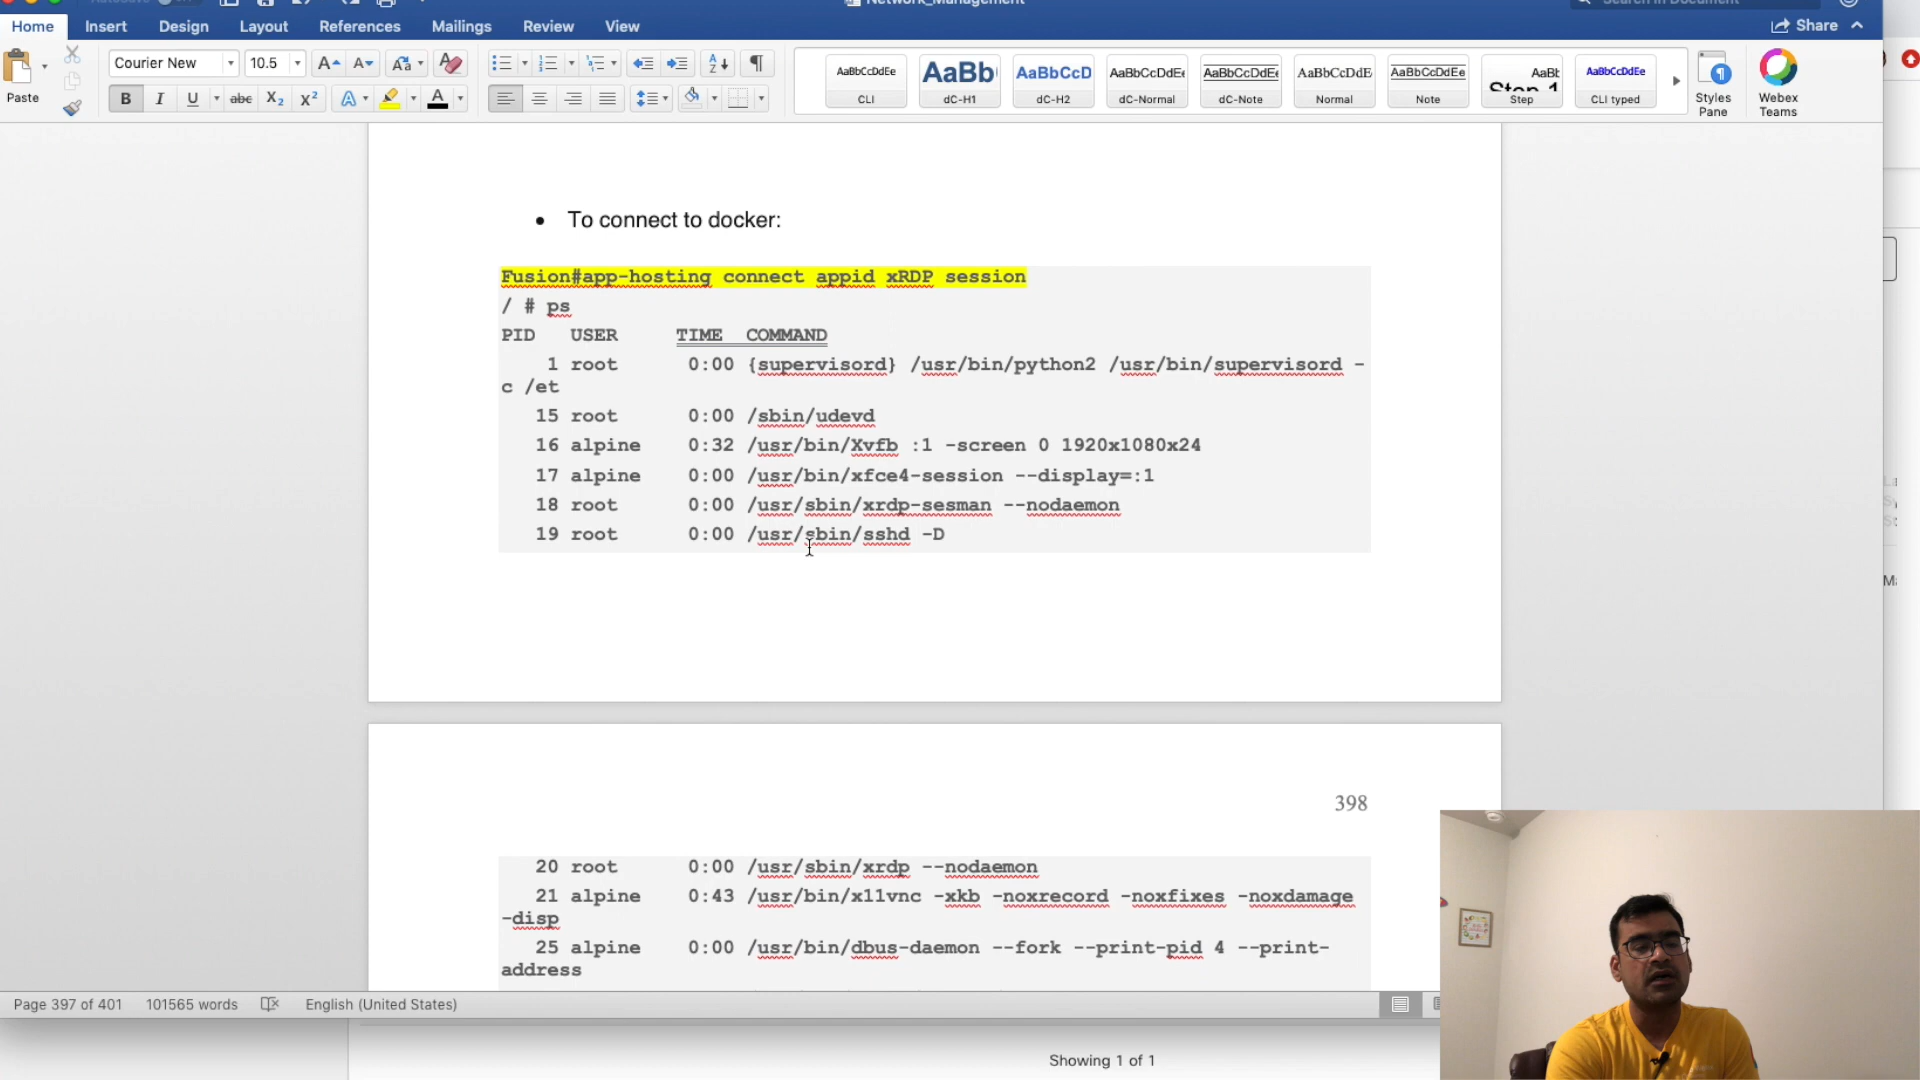 Network_Management
Search in Document
Home Insert Design Layout References Mailings Review View Share
Courier New 10.5
Paste
B I U abc X2 X2
AaBbCcDdEe AaBb AaBbCcD AaBbCcDdEe AaBbCcDdEe AaBbCcDdE AaBbCcDdEe AaBb AaBbCcDdEe
CLI dC-H1 dC-H2 dC-Normal dC-Note Normal Note Step CLI typed
Styles Pane
Webex Teams
• To connect to docker:
Fusion#app-hosting connect appid xRDP session
/ # ps
PID USER TIME COMMAND
1 root 0:00 {supervisord} /usr/bin/python2 /usr/bin/supervisord -
c /et
15 root 0:00 /sbin/udevd
16 alpine 0:32 /usr/bin/Xvfb :1 -screen 0 1920x1080x24
17 alpine 0:00 /usr/bin/xfce4-session --display=:1
18 root 0:00 /usr/sbin/xrdp-sesman --nodaemon
19 root 0:00 /usr/sbin/sshd -D
398
20 root 0:00 /usr/sbin/xrdp --nodaemon
21 alpine 0:43 /usr/bin/x11vnc -xkb -noxrecord -noxfixes -noxdamage
-disp
25 alpine 0:00 /usr/bin/dbus-daemon --fork --print-pid 4 --print-
address
Page 397 of 401 101565 words English (United States)
Showing 1 of 1